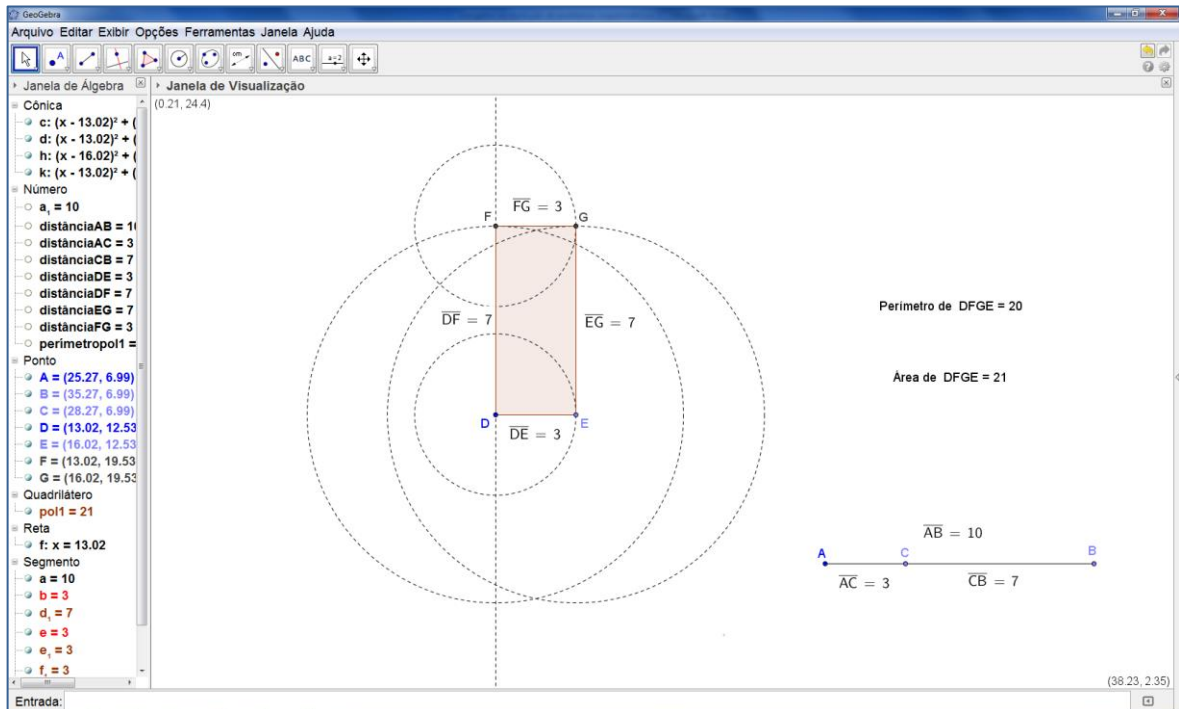 GeoGebra
Arquivo Editar Exibir Opções Ferramentas Janela Ajuda
A
cm
ABC
a=2
Janela de Álgebra
Janela de Visualização
Cônica
c: (x - 13.02)² + (
d: (x - 13.02)² + (
h: (x - 16.02)² + (
k: (x - 13.02)² + (
Número
a₁ = 10
distânciaAB = 10
distânciaAC = 3
distânciaCB = 7
distânciaDE = 3
distânciaDF = 7
distânciaEG = 7
distânciaFG = 3
perímetropol1 =
Ponto
A = (25.27, 6.99)
B = (35.27, 6.99)
C = (28.27, 6.99)
D = (13.02, 12.53
E = (16.02, 12.53
F = (13.02, 19.53
G = (16.02, 19.53
Quadrilátero
pol1 = 21
Reta
f: x = 13.02
Segmento
a = 10
b = 3
d₁ = 7
e = 3
e₁ = 3
(0.21, 24.4)
FG = 3
F
G
DF = 7
EG = 7
D
E
DE = 3
Perímetro de DFGE = 20
Área de DFGE = 21
AB = 10
A
C
B
AC = 3
CB = 7
(38.23, 2.35)
Entrada: